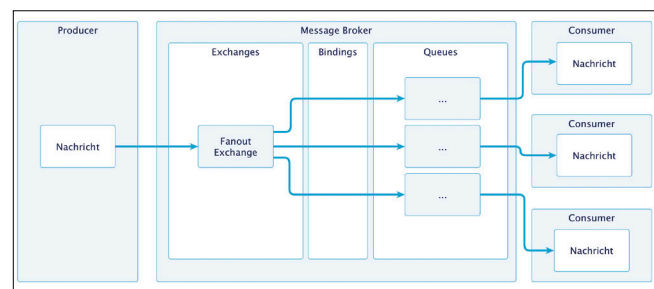 Producer
Message Broker
Consumer
Exchanges
Bindings
Queues
Nachricht
...
Nachricht
Fanout
Exchange
...
Consumer
Nachricht
...
Consumer
Nachricht